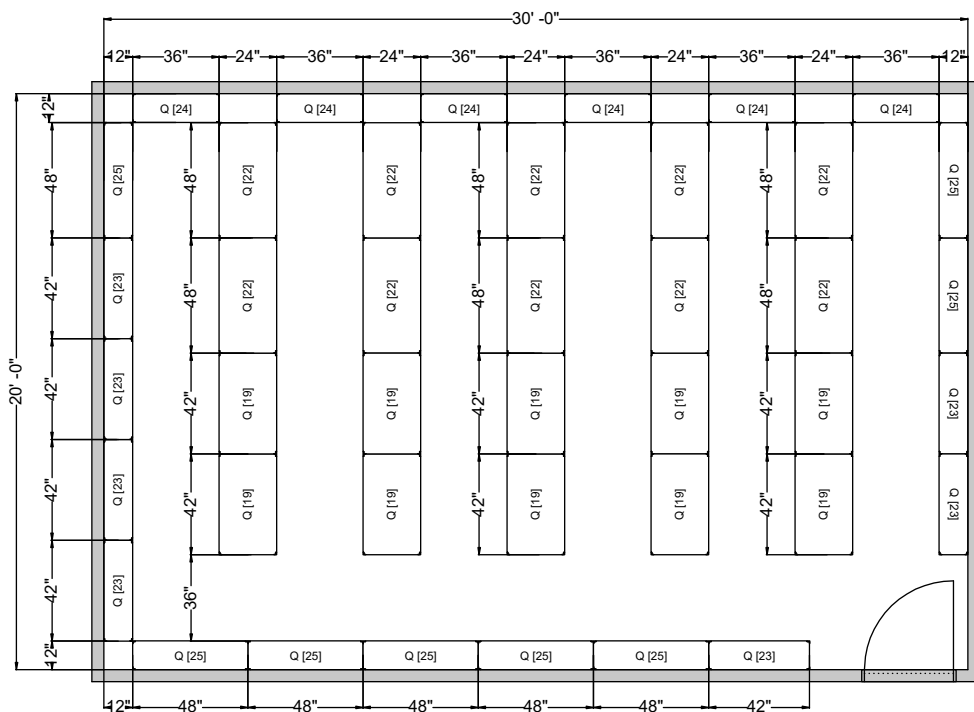 30' -0"
12" 36" 24" 36" 24" 36" 24" 36" 24" 36" 24" 36" 12"
12" Q [24] Q [24] Q [24] Q [24] Q [24] Q [24]
48" Q [25] 48" Q [22] Q [22] 48" Q [22] Q [22] 48" Q [22] Q [25]
42" Q [23] 48" Q [22] Q [22] 48" Q [22] Q [22] 48" Q [22] Q [25]
20' -0"
42" Q [23] 42" Q [19] Q [19] 42" Q [19] Q [19] 42" Q [19] Q [23]
42" Q [23] 42" Q [19] Q [19] 42" Q [19] Q [19] 42" Q [19] Q [23]
42" Q [23] 36"
12" Q [25] Q [25] Q [25] Q [25] Q [25] Q [23]
12" 48" 48" 48" 48" 48" 42"